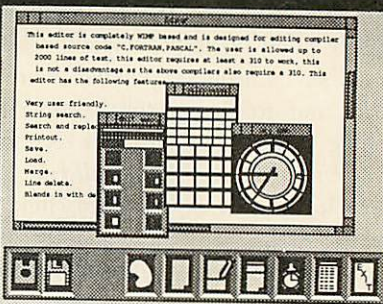 Editor
This editor is completely WIMP based and is designed for editing compiler
based source code "C,FORTRAN,PASCAL". The user is allowed up to
2000 lines of text, this editor requires at least a 310 to work, this
is not a disadvantage as the above compilers also require a 310. This
editor has the following features.
Very user friendly.
String search.
Search and replac
Printout.
Save.
Load.
Merge.
Line delete.
Blends in with de
EXIT